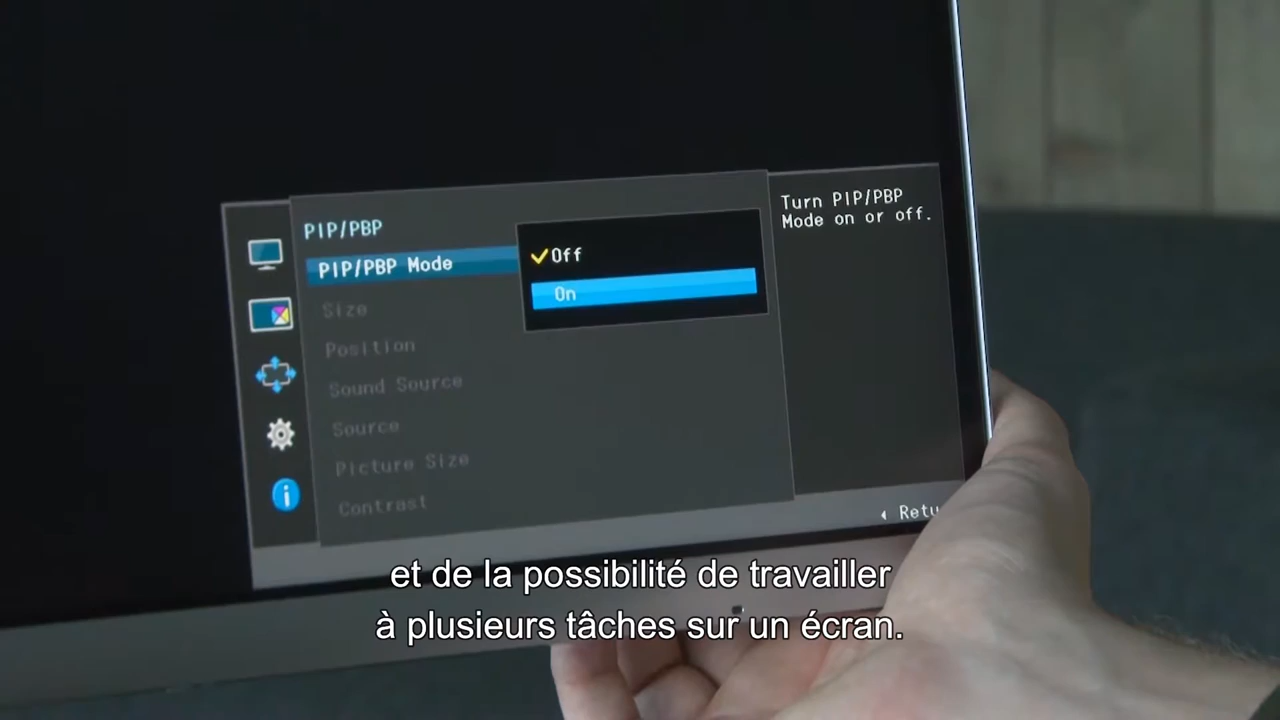 PIP/PBP
PIP/PBP Mode
Size
Position
Sound Source
Source
Picture Size
Contrast
Off
On
Turn PIP/PBP
Mode on or off.
Retu
et de la possibilité de travailler
à plusieurs tâches sur un écran.